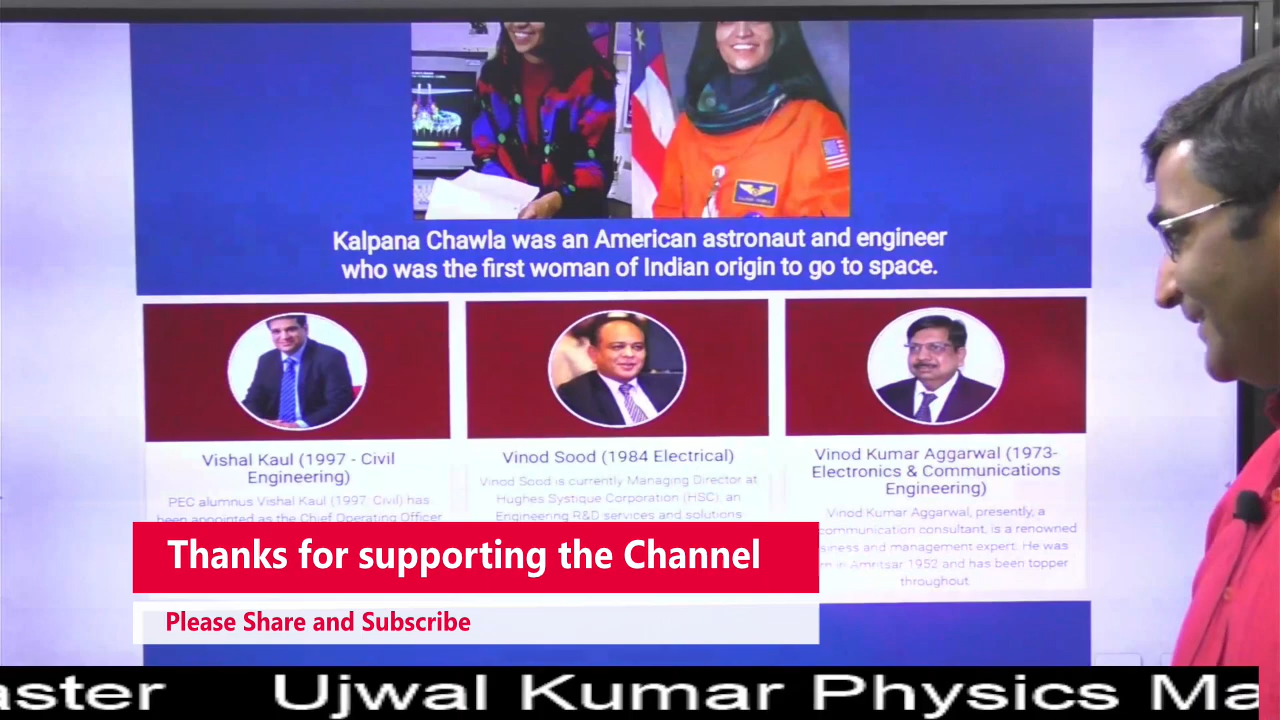 Kalpana Chawla was an American astronaut and engineer
who was the first woman of Indian origin to go to space.
Vishal Kaul (1997 - Civil
Engineering)
PEC alumnus Vishal Kaul (1997, Civil) has
been appointed as the Chief Operating Officer
Vinod Sood (1984 Electrical)
Vinod Sood is currently Managing Director at
Hughes Systique Corporation (HSC), an
Engineering R&D services and solutions
Vinod Kumar Aggarwal (1973-
Electronics & Communications
Engineering)
Vinod Kumar Aggarwal, presently, a
communication consultant, is a renowned
siness and management expert. He was
rn in Amritsar 1952 and has been topper
throughout
Thanks for supporting the Channel
Please Share and Subscribe
aster Ujwal Kumar Physics Ma